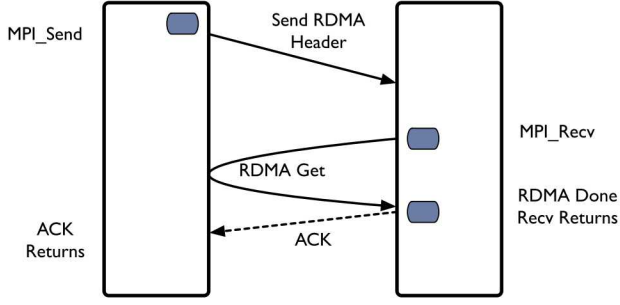 MPI_Send
Send RDMA
Header
MPI_Recv
RDMA Get
RDMA Done
Recv Returns
ACK
Returns
ACK